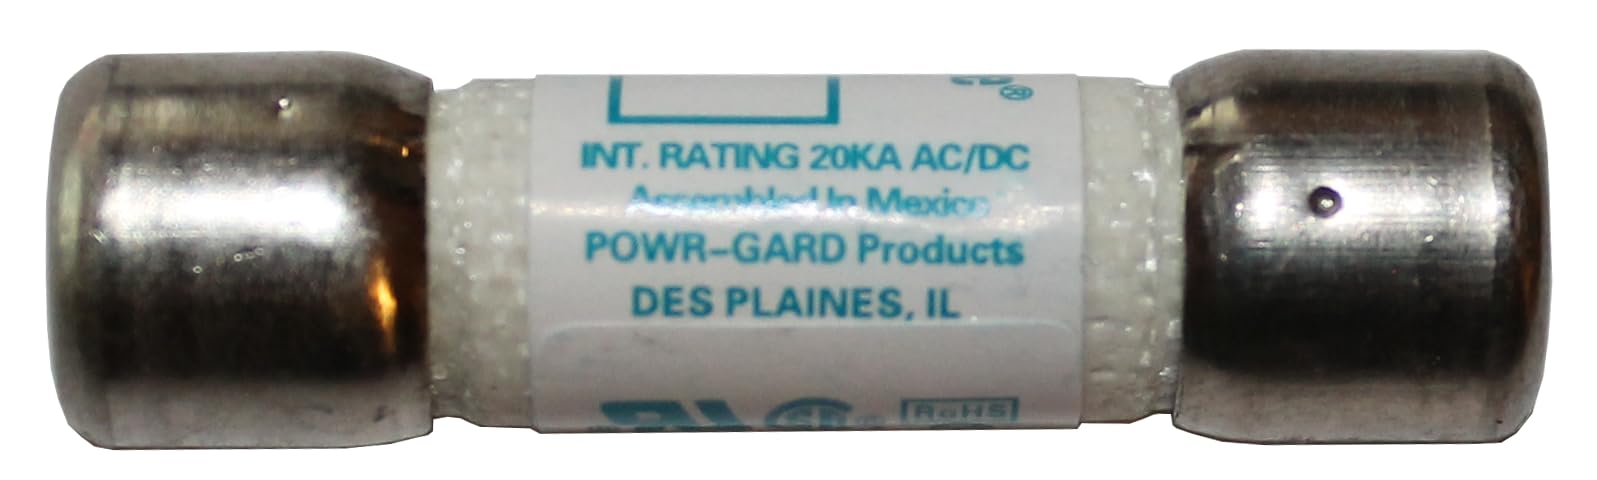 INT. RATING 20KA AC/DC
Assembled In Mexico
POWR-GARD Products
DES PLAINES, IL
RoHS